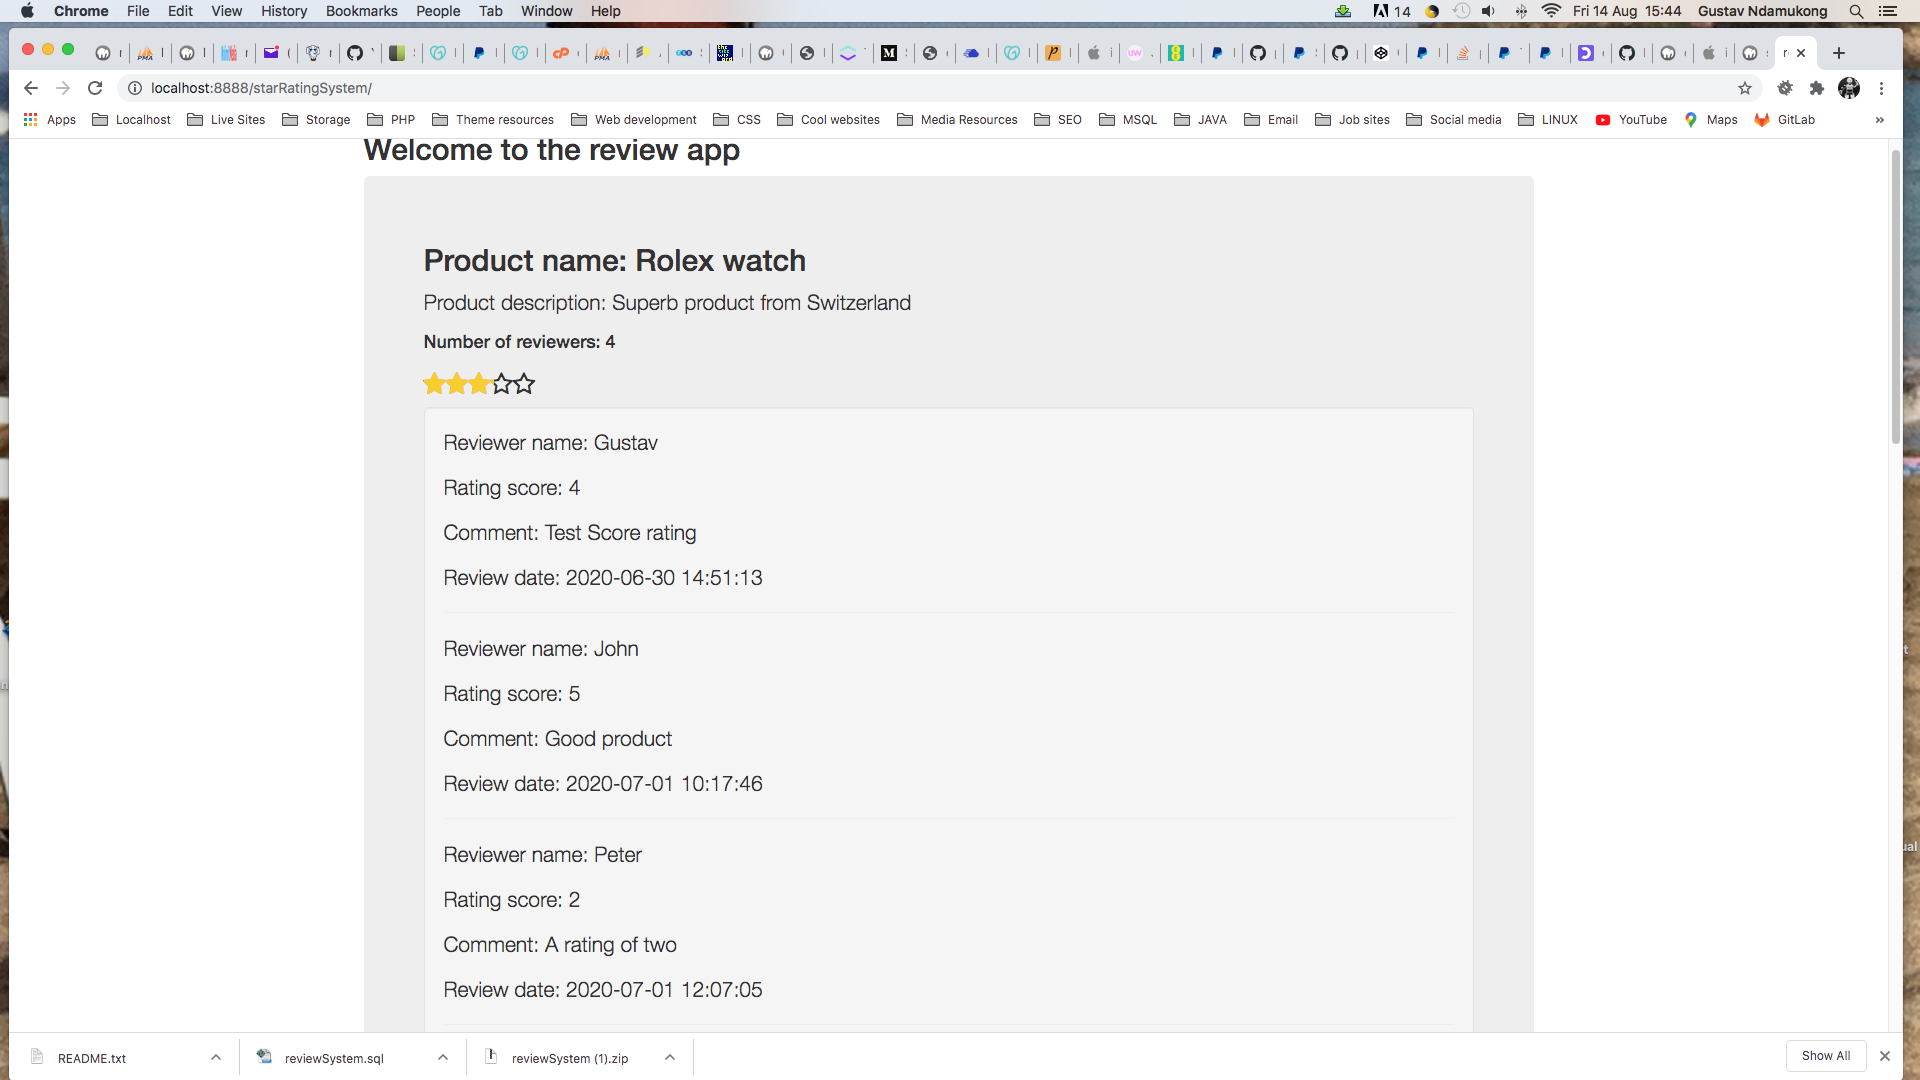 Chrome File Edit View History Bookmarks People Tab Window Help 14 Fri 14 Aug 15:44 Gustav Ndamukong
localhost:8888/starRatingSystem/
Apps Localhost Live Sites Storage PHP Theme resources Web development CSS Cool websites Media Resources SEO MSQL JAVA Email Job sites Social media LINUX YouTube Maps GitLab »
Welcome to the review app
Product name: Rolex watch
Product description: Superb product from Switzerland
Number of reviewers: 4
Reviewer name: Gustav
Rating score: 4
Comment: Test Score rating
Review date: 2020-06-30 14:51:13
Reviewer name: John
Rating score: 5
Comment: Good product
Review date: 2020-07-01 10:17:46
Reviewer name: Peter
Rating score: 2
Comment: A rating of two
Review date: 2020-07-01 12:07:05
README.txt reviewSystem.sql reviewSystem (1).zip Show All